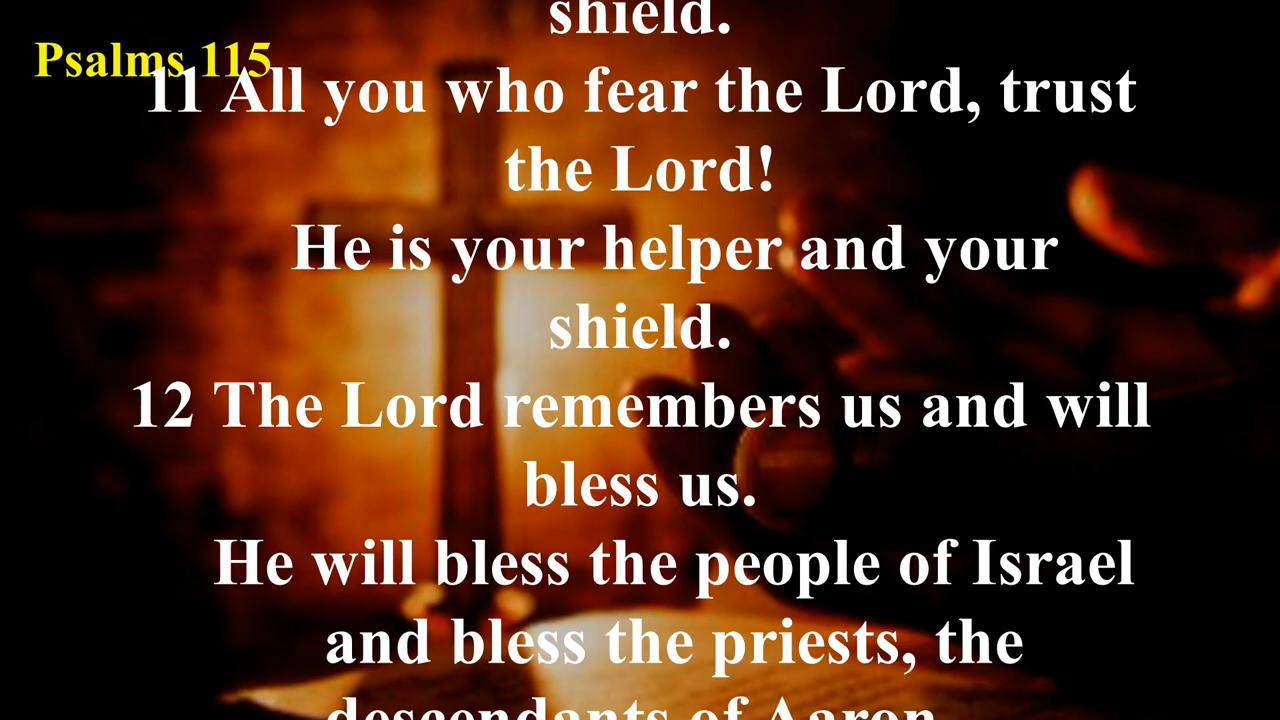 shield.
Psalms 115
11 All you who fear the Lord, trust
the Lord!
He is your helper and your
shield.
12 The Lord remembers us and will
bless us.
He will bless the people of Israel
and bless the priests, the
descendants of Aaron.